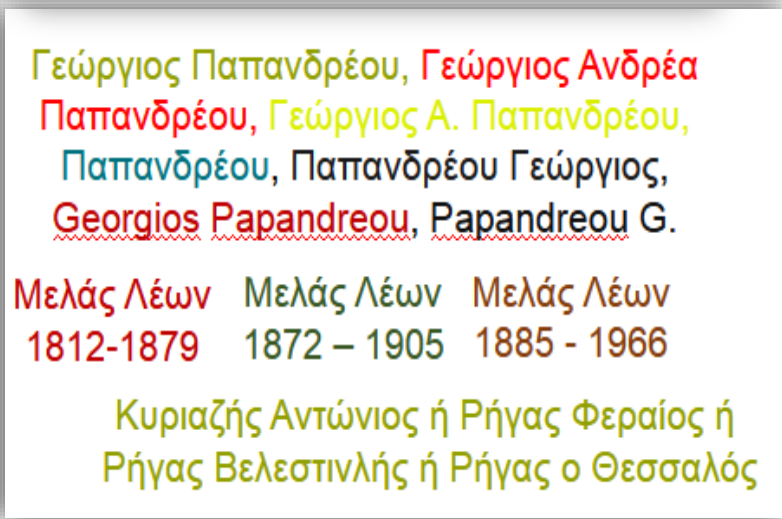 Γεώργιος Παπανδρέου, Γεώργιος Ανδρέα
Παπανδρέου, Γεώργιος Α. Παπανδρέου,
Παπανδρέου, Παπανδρέου Γεώργιος,
Georgios Papandreou, Papandreou G.
Μελάς Λέων Μελάς Λέων Μελάς Λέων
1812-1879 1872 – 1905 1885 - 1966
Κυριαζής Αντώνιος ή Ρήγας Φεραίος ή
Ρήγας Βελεστινλής ή Ρήγας ο Θεσσαλός